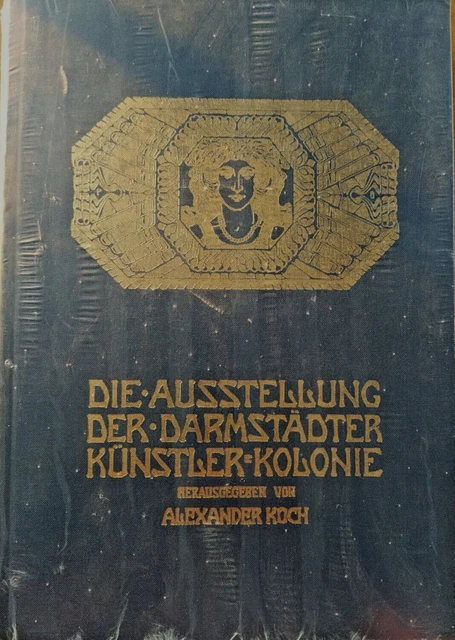 DIE·AUSSTELLUNG
DER·DARMSTÄDTER
KÜNSTLER=KOLONIE
HERAUSGEGEBEN VON
ALEXANDER KOCH